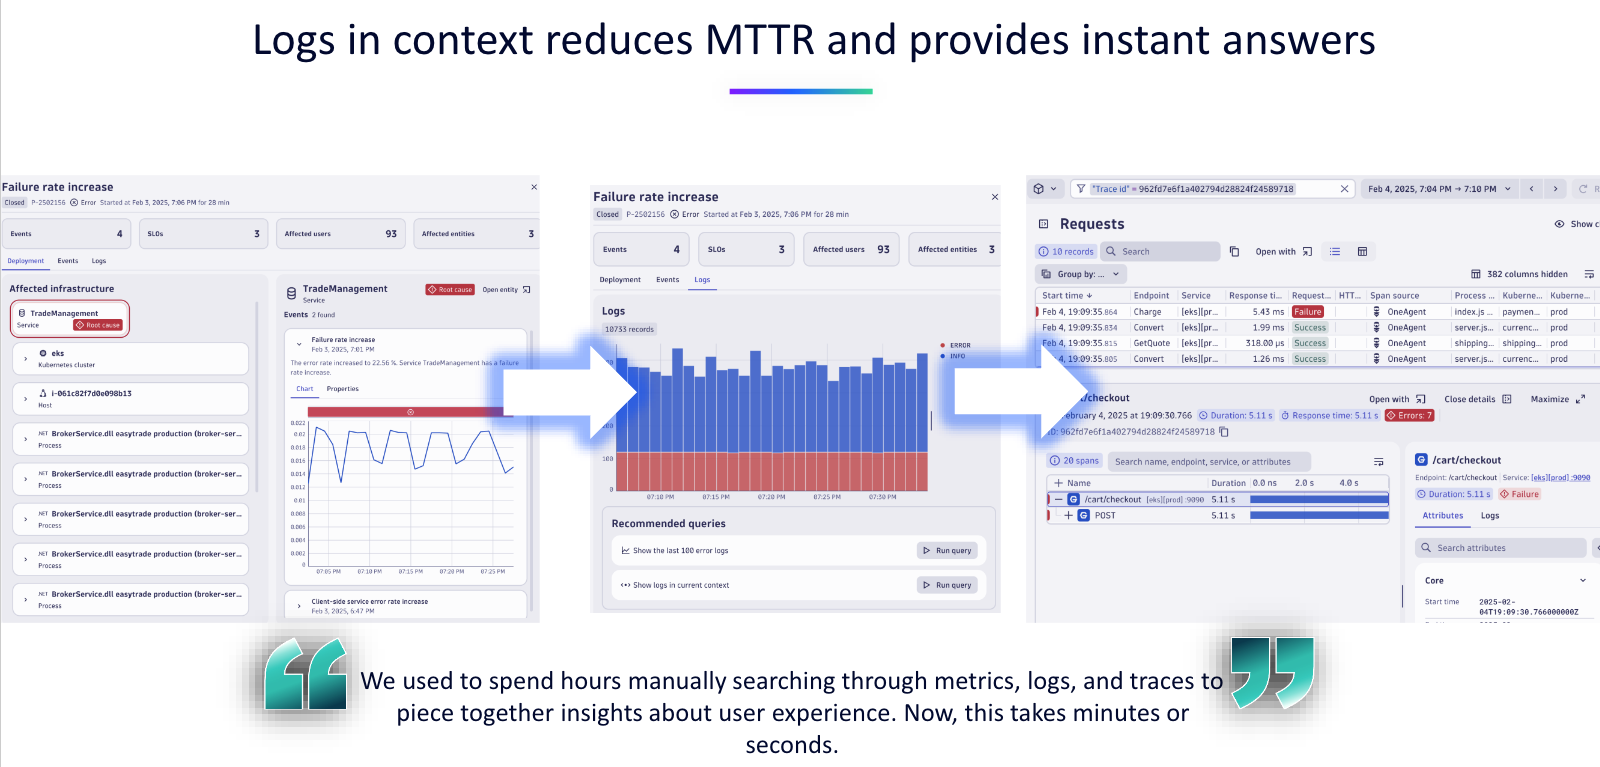 Logs in context reduces MTTR and provides instant answers
Failure rate increase
Closed P-2502156 Error Started at Feb 3, 2025, 7:06 PM for 28 min
Events 4
SLOs 3
Affected users 93
Affected entities 3
Deployment Events Logs
Affected infrastructure
TradeManagement
Service Root cause
eks
Kubernetes cluster
i-061c82f7d0e098b13
Host
.NET BrokerService.dll easytrade production (broker-ser...
Process
.NET BrokerService.dll easytrade production (broker-ser...
Process
.NET BrokerService.dll easytrade production (broker-ser...
Process
.NET BrokerService.dll easytrade production (broker-ser...
Process
.NET BrokerService.dll easytrade production (broker-ser...
Process
TradeManagement Root cause Open entity
Service
Events 2 found
Failure rate increase
Feb 3, 2025, 7:01 PM
The error rate increased to 22.56 %. Service TradeManagement has a failure
rate increase.
Chart Properties
0.022
0.02
0.018
0.016
0.014
0.012
0.01
0.008
0.006
0.004
0.002
0
07:05 PM 07:10 PM 07:15 PM 07:20 PM 07:25 PM
Client-side service error rate increase
Feb 3, 2025, 6:47 PM
Failure rate increase
Closed P-2502156 Error Started at Feb 3, 2025, 7:06 PM for 28 min
Events 4
SLOs 3
Affected users 93
Affected entities 3
Deployment Events Logs
Logs
10733 records
ERROR
INFO
100
0
07:10 PM 07:15 PM 07:20 PM 07:25 PM 07:30 PM
Recommended queries
Show the last 100 error logs Run query
Show logs in current context Run query
"Trace id" = 962fd7e6f1a402794d28824f24589718
Feb 4, 2025, 7:04 PM → 7:10 PM
Requests Show c
10 records Search Open with
Group by: ... 382 columns hidden
Start time Endpoint Service Response ti... Request... HTT... Span source Process ... Kuberne... Kuberne...
Feb 4, 19:09:35.864 Charge [eks][pr... 5.43 ms Failure OneAgent index.js ... paymen... prod
Feb 4, 19:09:35.834 Convert [eks][pr... 1.99 ms Success OneAgent server.js... currenc... prod
Feb 4, 19:09:35.815 GetQuote [eks][pr... 318.00 µs Success OneAgent shipping... shipping... prod
4, 19:09:35.805 Convert [eks][pr... 1.26 ms Success OneAgent server.js... currenc... prod
/checkout Open with Close details Maximize
ebruary 4, 2025 at 19:09:30.766 Duration: 5.11 s Response time: 5.11 s Errors: 7
ID: 962fd7e6f1a402794d28824f24589718
20 spans Search name, endpoint, service, or attributes
Name Duration 0.0 ns 2.0 s 4.0 s
/cart/checkout [eks][prod] :9090 5.11 s
POST 5.11 s
/cart/checkout
Endpoint: /cart/checkout Service: [eks][prod] :9090
Duration: 5.11 s Failure
Attributes Logs
Search attributes
Core
Start time 2025-02-
04T19:09:30.766000000Z
We used to spend hours manually searching through metrics, logs, and traces to
piece together insights about user experience. Now, this takes minutes or
seconds.